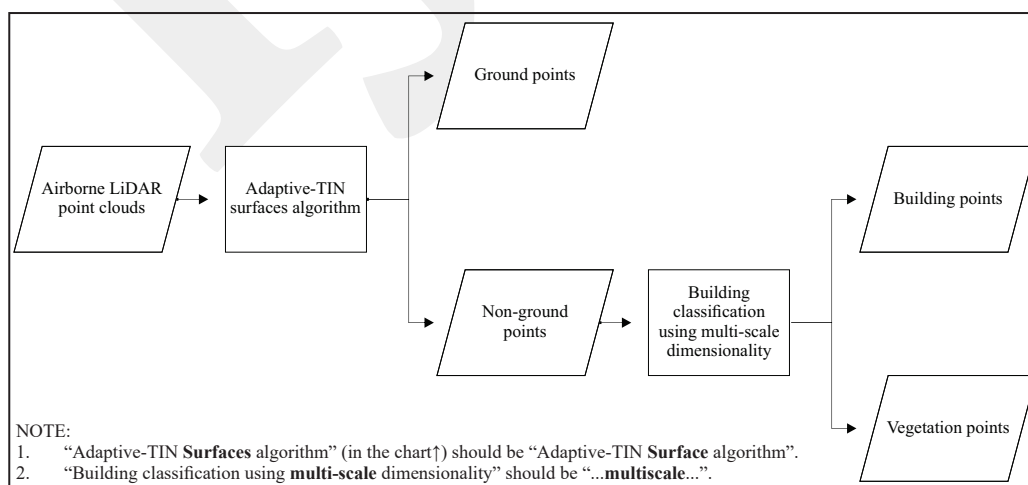 Ground points
Airborne LiDAR
point clouds
Adaptive-TIN
surfaces algorithm
Building points
Non-ground
points
Building
classification
using multi-scale
dimensionality
Vegetation points
NOTE:
1. “Adaptive-TIN Surfaces algorithm” (in the chart↑) should be “Adaptive-TIN Surface algorithm”.
2. “Building classification using multi-scale dimensionality” should be “...multiscale...”.